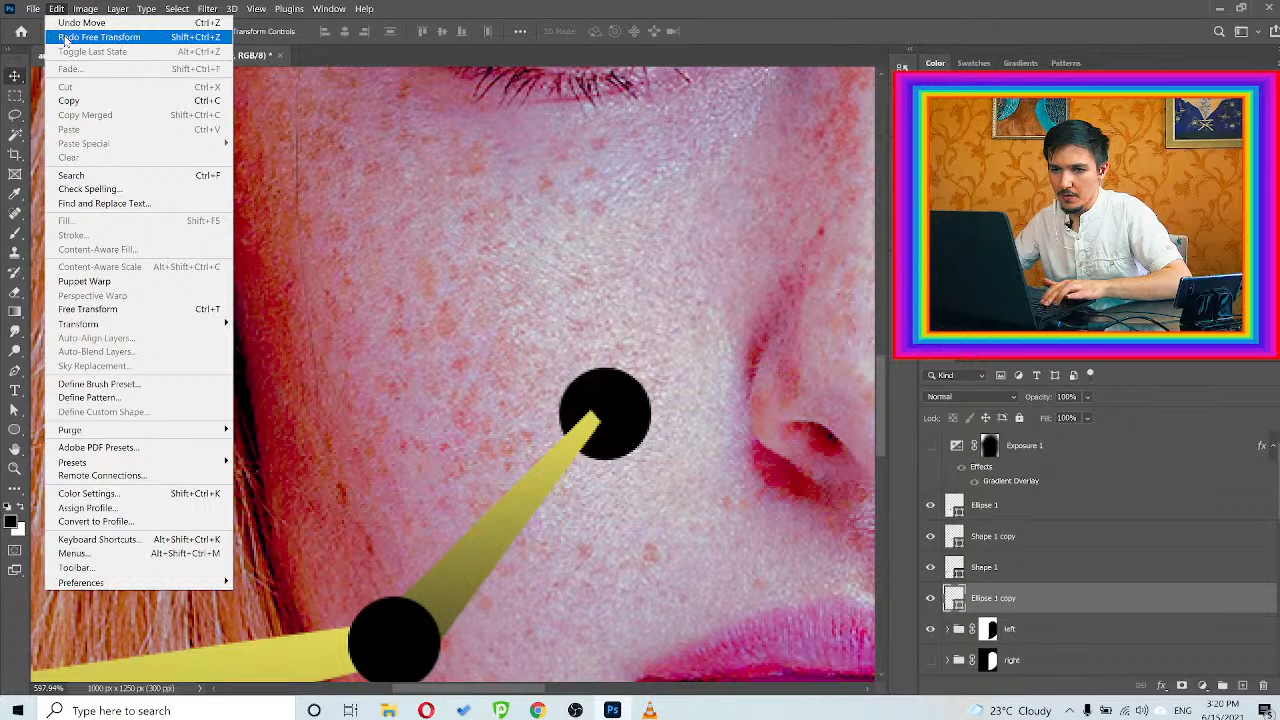 File Edit Image Layer Type Select Filter 3D View Plugins Window Help
Undo Move Ctrl+Z
Redo Free Transform Shift+Ctrl+Z
Toggle Last State Alt+Ctrl+Z
Fade... Shift+Ctrl+F
Cut Ctrl+X
Copy Ctrl+C
Copy Merged Shift+Ctrl+C
Paste Ctrl+V
Paste Special
Clear
Search Ctrl+F
Check Spelling...
Find and Replace Text...
Fill... Shift+F5
Stroke...
Content-Aware Fill...
Content-Aware Scale Alt+Shift+Ctrl+C
Puppet Warp
Perspective Warp
Free Transform Ctrl+T
Transform
Auto-Align Layers...
Auto-Blend Layers...
Sky Replacement...
Define Brush Preset...
Define Pattern...
Define Custom Shape...
Purge
Adobe PDF Presets...
Presets
Remote Connections...
Color Settings... Shift+Ctrl+K
Assign Profile...
Convert to Profile...
Keyboard Shortcuts... Alt+Shift+Ctrl+K
Menus... Alt+Shift+Ctrl+M
Toolbar...
Preferences
Transform Controls
3D Mode:
, RGB/8) *
Color Swatches Gradients Patterns
Kind
Normal Opacity: 100%
Lock: Fill: 100%
Exposure 1 fx
Effects
Gradient Overlay
Ellipse 1
Shape 1 copy
Shape 1
Ellipse 1 copy
left
right
597.94% 1000 px x 1250 px (300 ppi)
Type here to search
23°C Cloudy ENG 3:20 PM